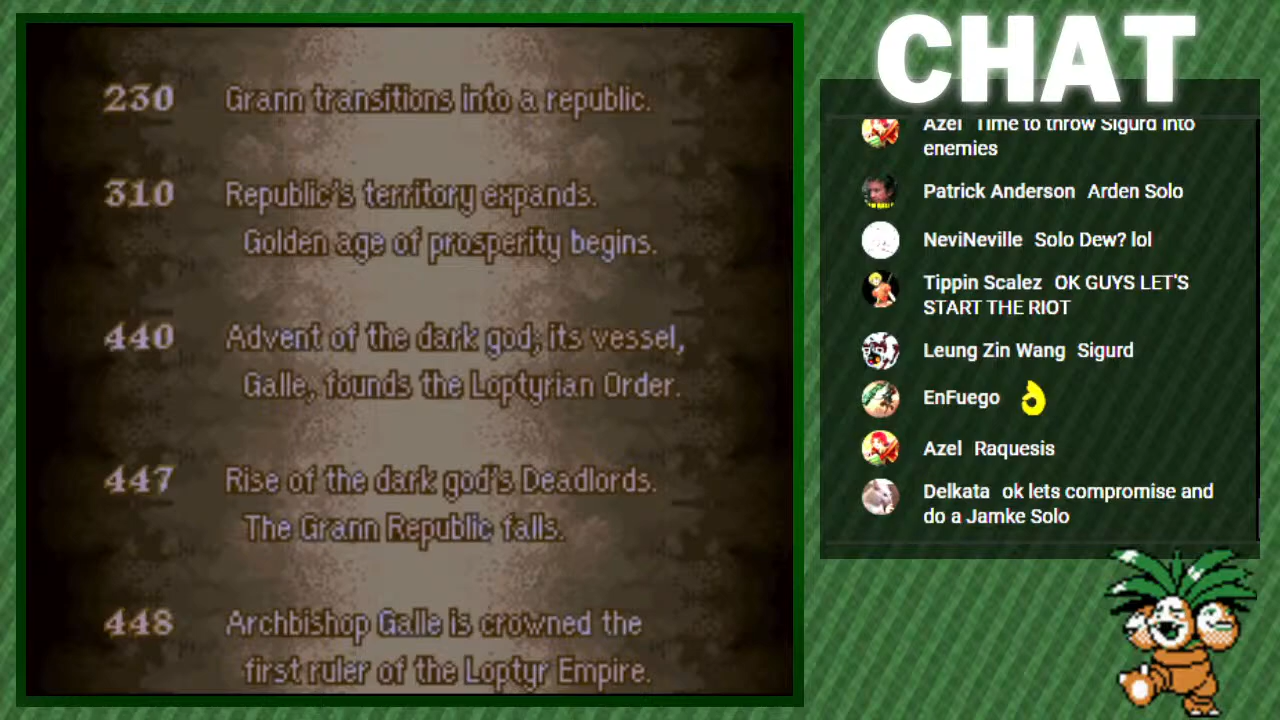 230 Grann transitions into a republic.
310 Republic's territory expands.
Golden age of prosperity begins.
440 Advent of the dark god; its vessel,
Galle, founds the Loptyrian Order.
447 Rise of the dark god's Deadlords.
The Grann Republic falls.
448 Archbishop Galle is crowned the
first ruler of the Loptyr Empire.
CHAT
Azel Time to throw Sigurd into
enemies
Patrick Anderson Arden Solo
NeviNeville Solo Dew? lol
Tippin Scalez OK GUYS LET'S
START THE RIOT
Leung Zin Wang Sigurd
EnFuego 👌
Azel Raquesis
Delkata ok lets compromise and
do a Jamke Solo